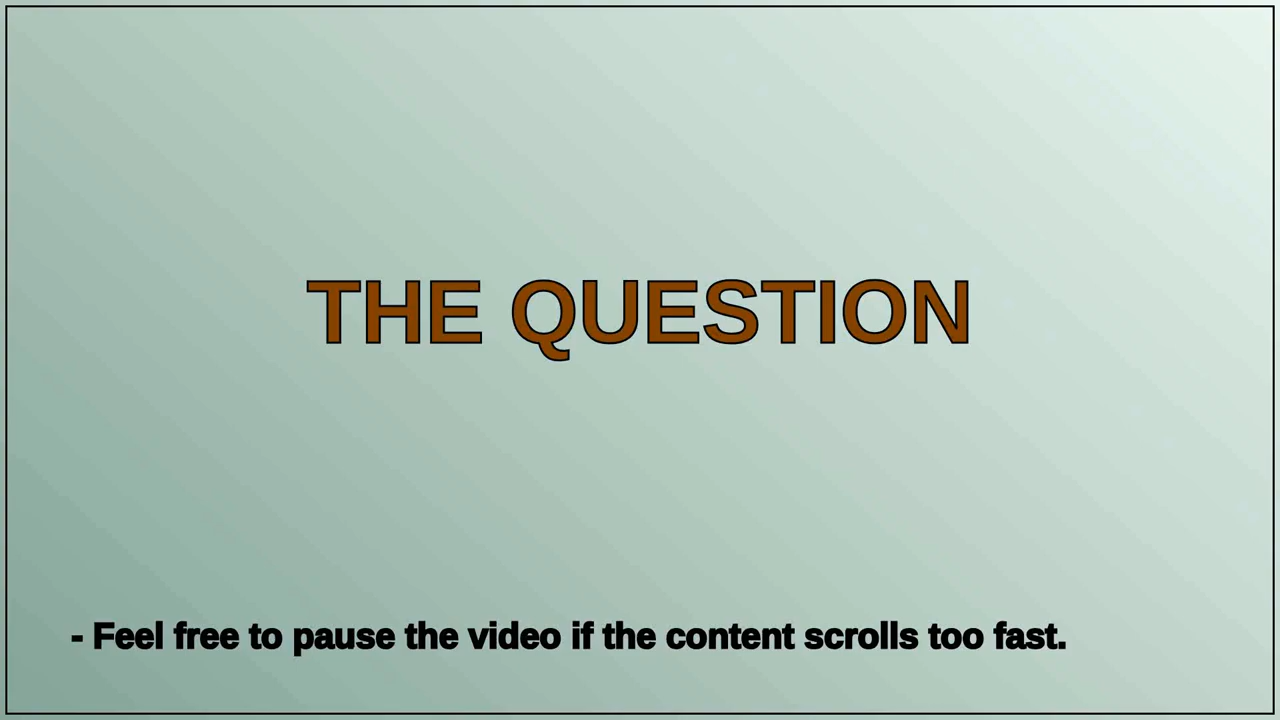 THE QUESTION
- Feel free to pause the video if the content scrolls too fast.